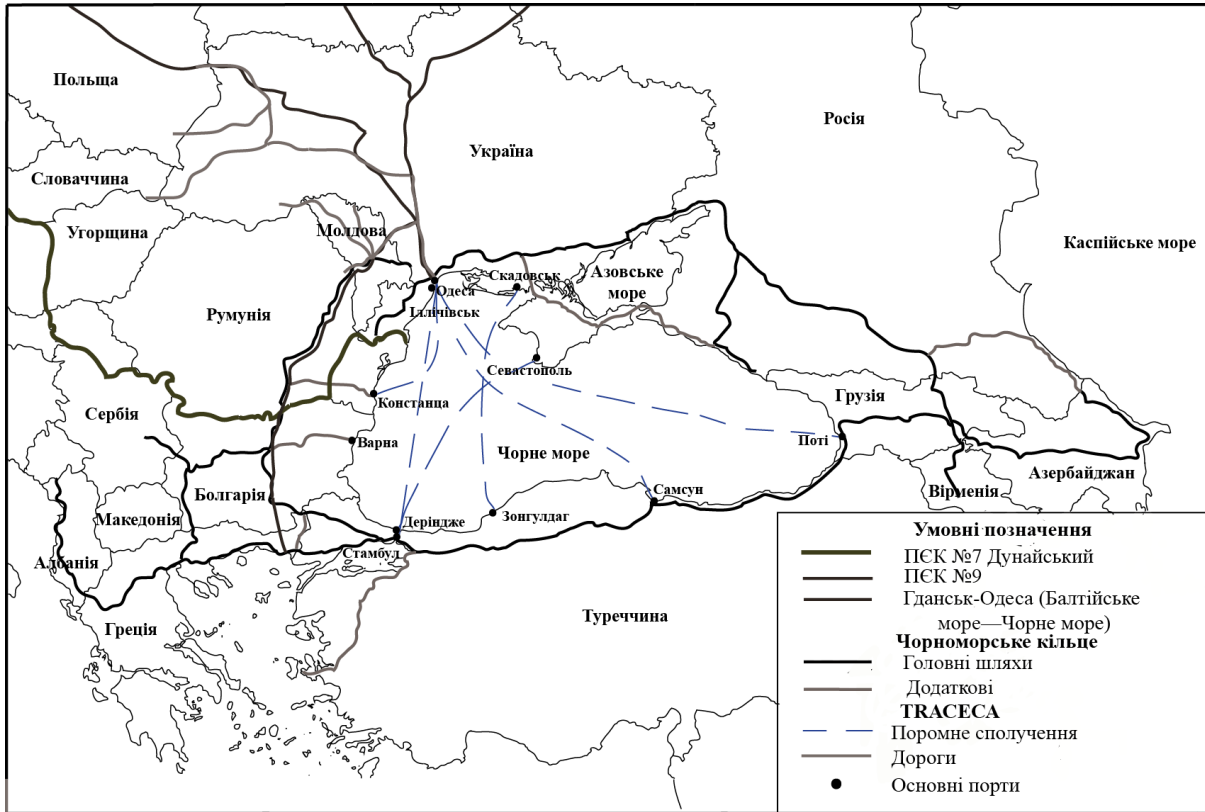 Польща
Росія
Україна
Словаччина
Угорщина
Молдова
Каспійське море
Азовське
море
Скадовськ
Одеса
Іллічівськ
Румунія
Севастополь
Грузія
Констанца
Сербія
Варна
Поті
Чорне море
Азербайджан
Болгарія
Самсун
Вірменія
Македонія
Зонгулдаг
Деріндже
Стамбул
Албанія
Греція
Туреччина
Умовні позначення
ПЄК №7 Дунайський
ПЄК №9
Гданськ-Одеса (Балтійське
море—Чорне море)
Чорноморське кільце
Головні шляхи
Додаткові
TRACECA
Поромне сполучення
Дороги
Основні порти